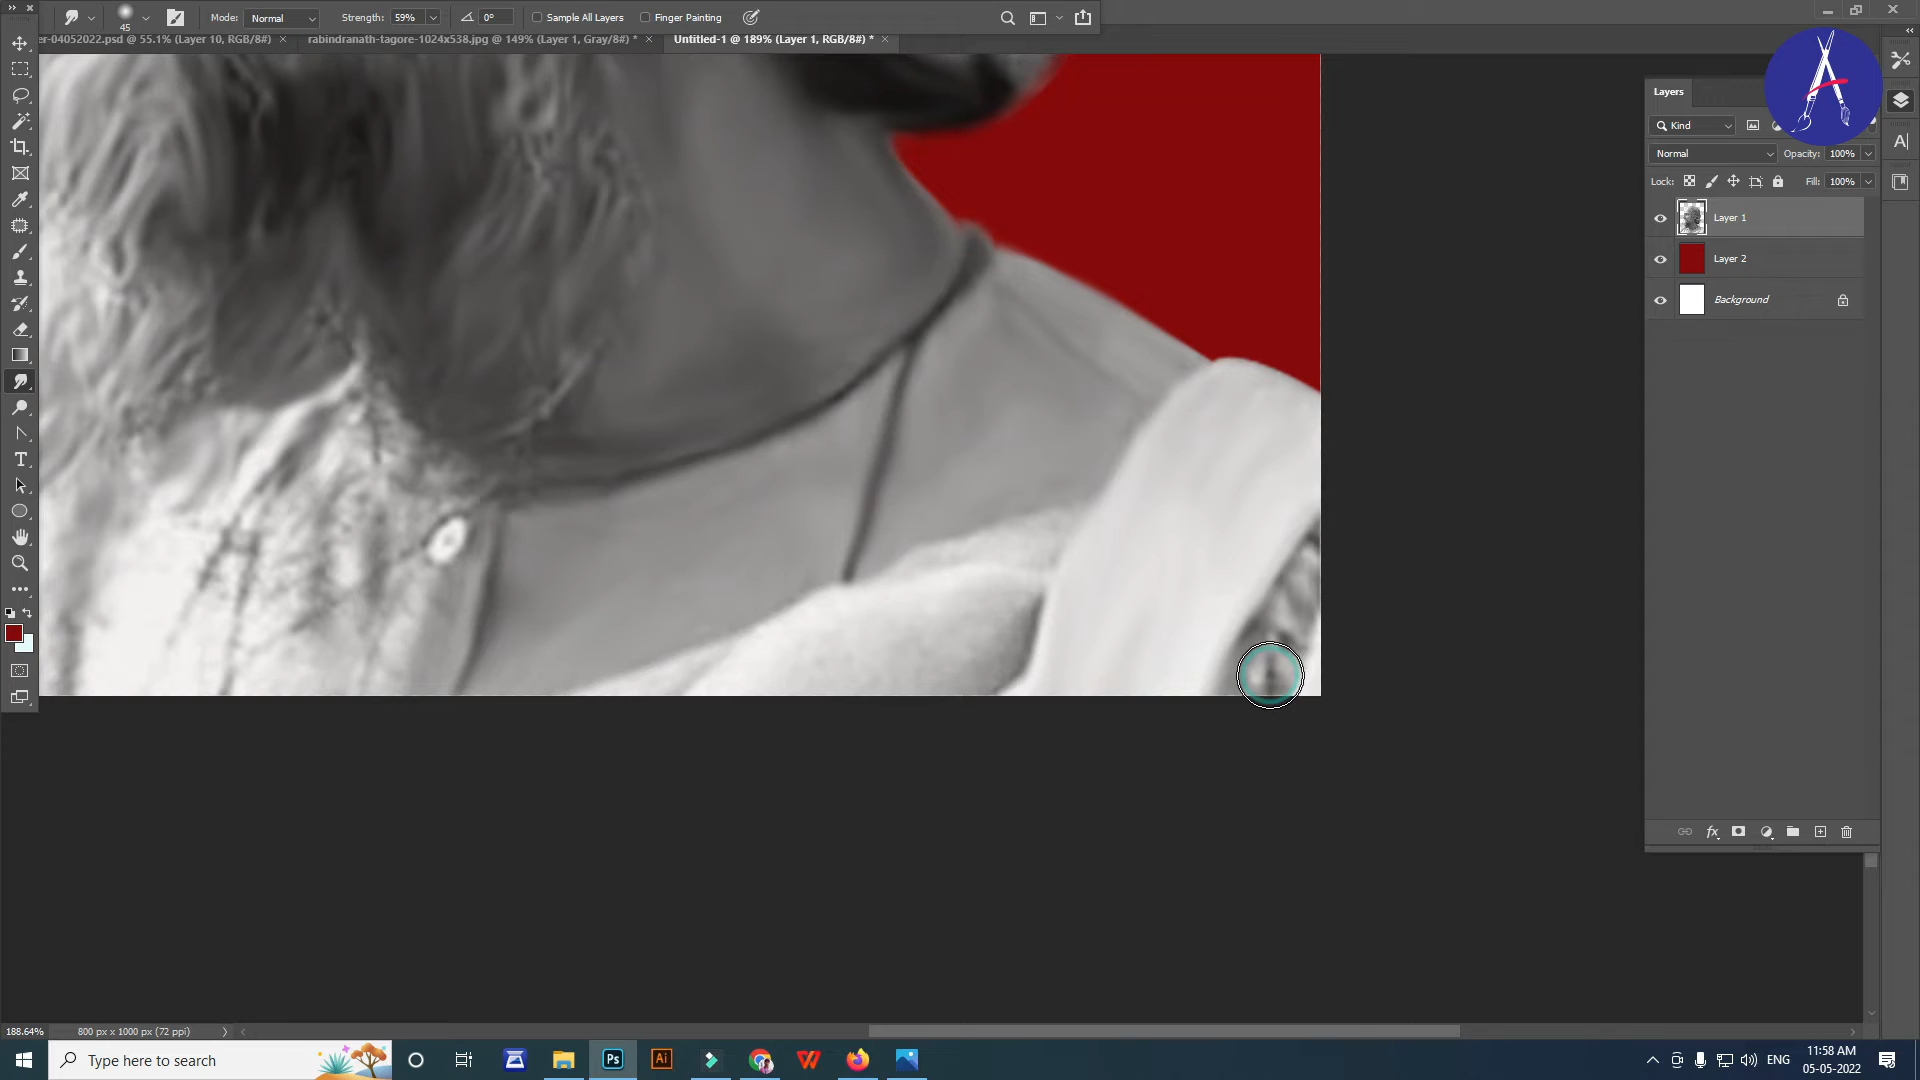 45
Mode: Normal
Strength: 59%
0°
Sample All Layers
Finger Painting
er-04052022.psd @ 55.1% (Layer 10, RGB/8#)
rabindranath-tagore-1024x538.jpg @ 149% (Layer 1, Gray/8#) *
Untitled-1 @ 189% (Layer 1, RGB/8#) *
Layers
Kind
Normal
Opacity: 100%
Lock:
Fill: 100%
Layer 1
Layer 2
Background
188.64%
800 px x 1000 px (72 ppi)
Type here to search
Ps
Ai
ENG
11:58 AM
05-05-2022